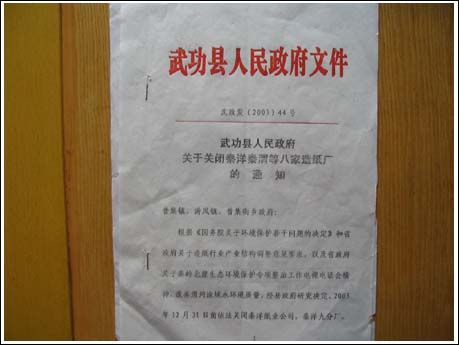 武功县人民政府文件
武政发（2003）44号
武功县人民政府
关于关闭秦洋秦渭等八家造纸厂
的通知
普集镇、游凤镇、普集街乡政府：
根据《国务院关于环境保护若干问题的决定》和省
政府关于造纸行业产业结构调整意见要求，以及省政府
关于秦岭北麓生态环境保护专项整治工作电视电话会精
神，改善渭河流域水环境质量，经县政府研究决定，2003
年12月31日前依法关闭秦洋纸业公司、秦洋九分厂、